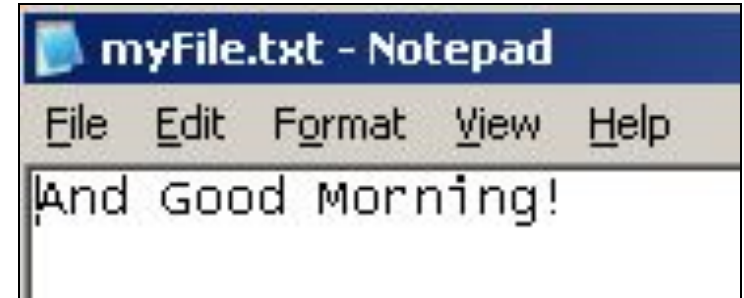 myFile.txt - Notepad
File Edit Format View Help
And Good Morning!